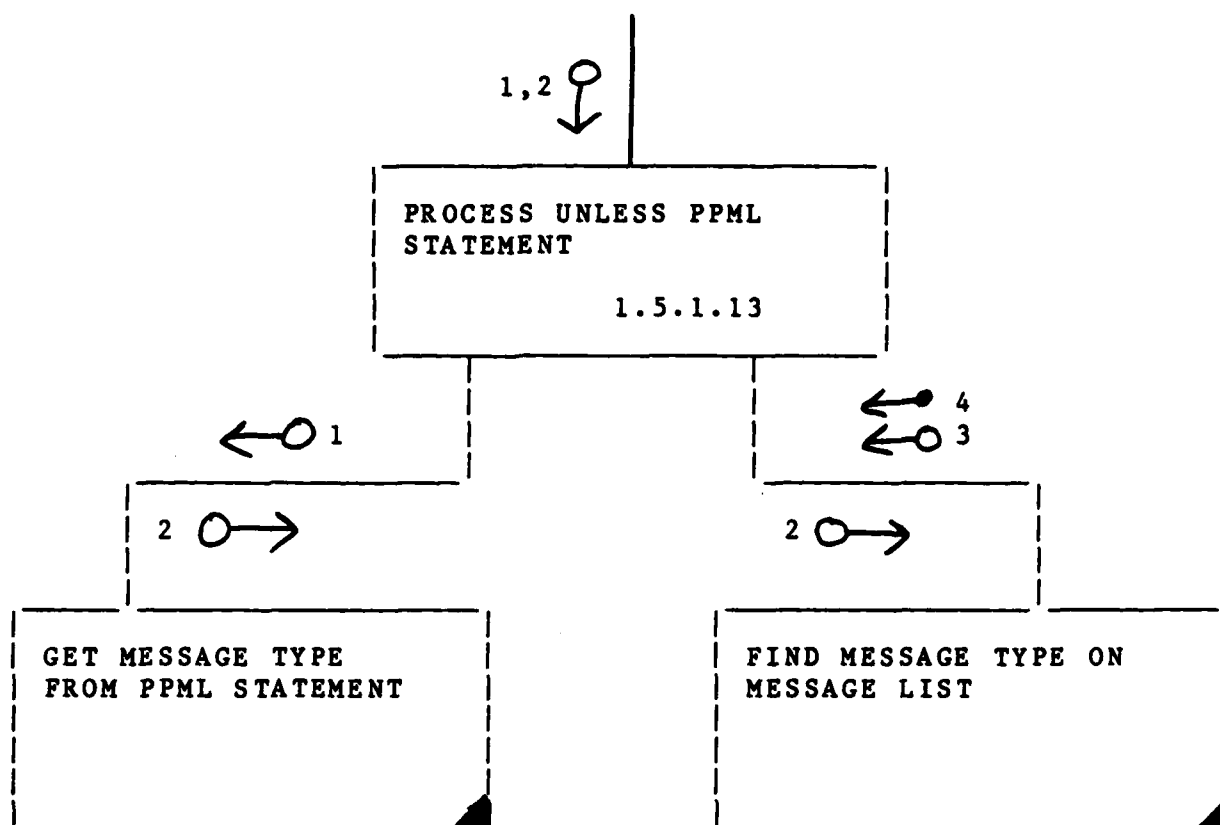 1,2
PROCESS UNLESS PPML
STATEMENT
1.5.1.13
4
1
3
2
2
GET MESSAGE TYPE
FROM PPML STATEMENT
FIND MESSAGE TYPE ON
MESSAGE LIST